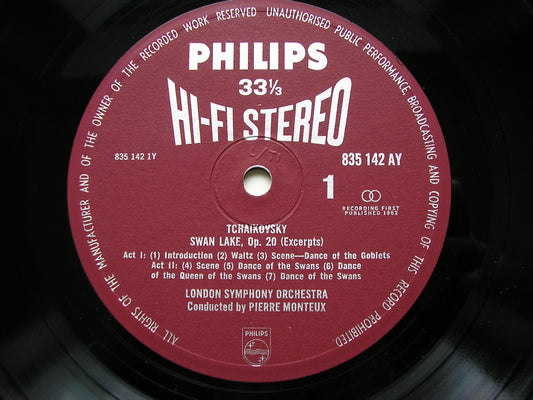 ALL RIGHTS OF THE MANUFACTURER AND OF THE OWNER OF THE RECORDED WORK RESERVED UNAUTHORISED PUBLIC PERFORMANCE BROADCASTING AND COPYING OF THIS RECORD PROHIBITED.
PHILIPS
33⅓
HI-FI STEREO
835 142 1Y
835 142 AY
1
RECORDING FIRST
PUBLISHED 1962
TCHAIKOVSKY
SWAN LAKE, Op. 20 (Excerpts)
Act I: (1) Introduction (2) Waltz (3) Scene—Dance of the Goblets
Act II: (4) Scene (5) Dance of the Swans (6) Dance
of the Queen of the Swans (7) Dance of the Swans
LONDON SYMPHONY ORCHESTRA
Conducted by PIERRE MONTEUX
PHILIPS